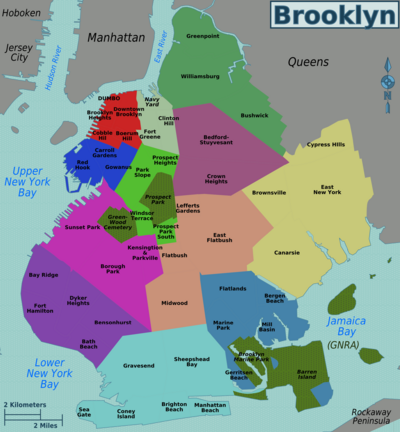 Brooklyn
Hoboken
Manhattan
East River
Greenpoint
Jersey
City
Hudson River
Queens
Williamsburg
DUMBO
Navy
Yard
Downtown
Brooklyn
Brooklyn
Heights
Clinton
Hill
Bushwick
Cobble
Hill
Boerum
Hill
Fort
Greene
Bedford-
Stuyvesant
Cypress Hills
Carroll
Gardens
Red
Hook
Gowanus
Park
Slope
Prospect
Heights
Crown
Heights
Upper
New York
Bay
Prospect
Park
Brownsville
East
New York
Lefferts
Gardens
Green-
Wood
Cemetery
Windsor
Terrace
Sunset Park
Prospect
Park
South
East
Flatbush
Kensington
&
Parkville
Flatbush
Canarsie
Borough
Park
Bay Ridge
Flatlands
Bergen
Beach
Fort
Hamilton
Dyker
Heights
Midwood
Bensonhurst
Marine
Park
Mill
Basin
Jamaica
Bay
(GNRA)
Bath
Beach
Lower
New York
Bay
Gravesend
Sheepshead
Bay
Brooklyn
Marine Park
Gerritsen
Beach
Barren
Island
2 Kilometers
2 Miles
Sea
Gate
Coney
Island
Brighton
Beach
Manhattan
Beach
Rockaway
Peninsula